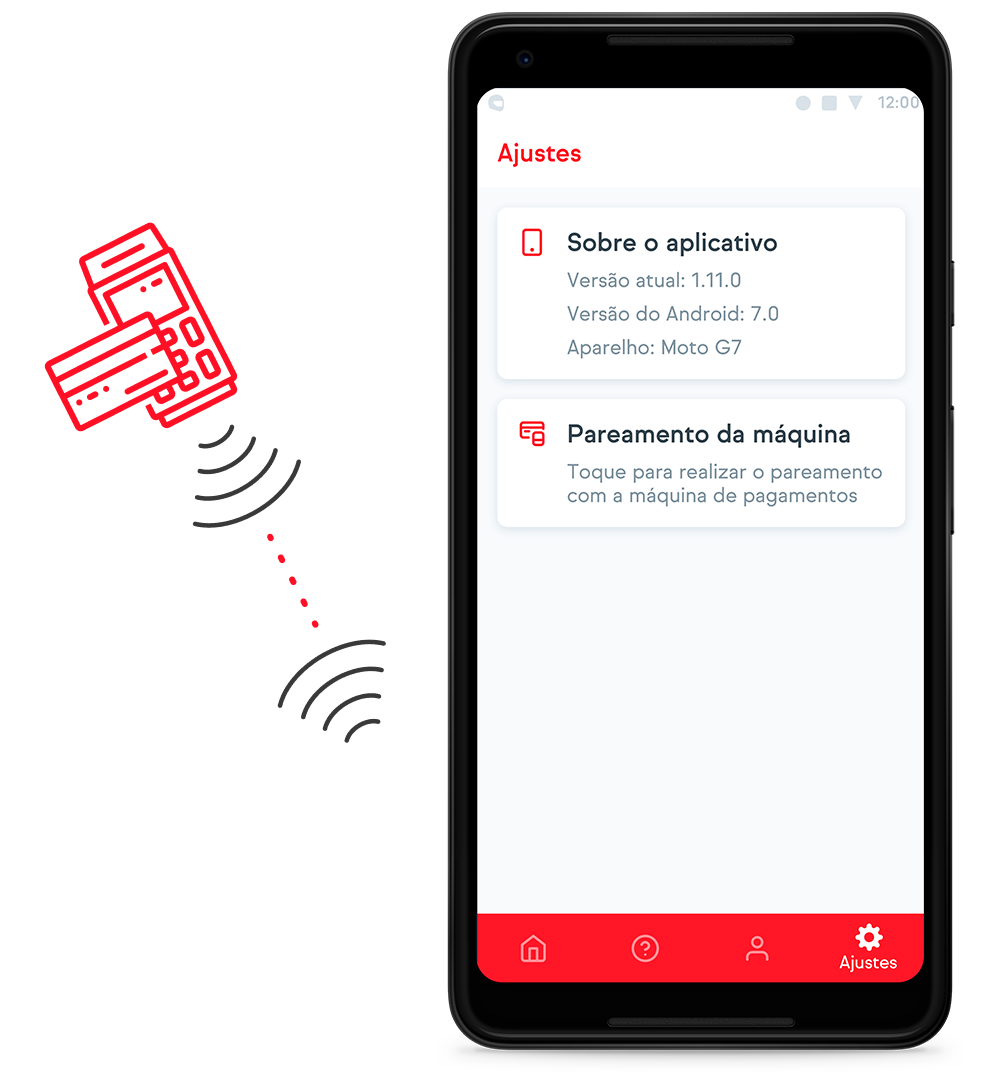 12:00
Ajustes
Sobre o aplicativo
Versão atual: 1.11.0
Versão do Android: 7.0
Aparelho: Moto G7
Pareamento da máquina
Toque para realizar o pareamento
com a máquina de pagamentos
Ajustes